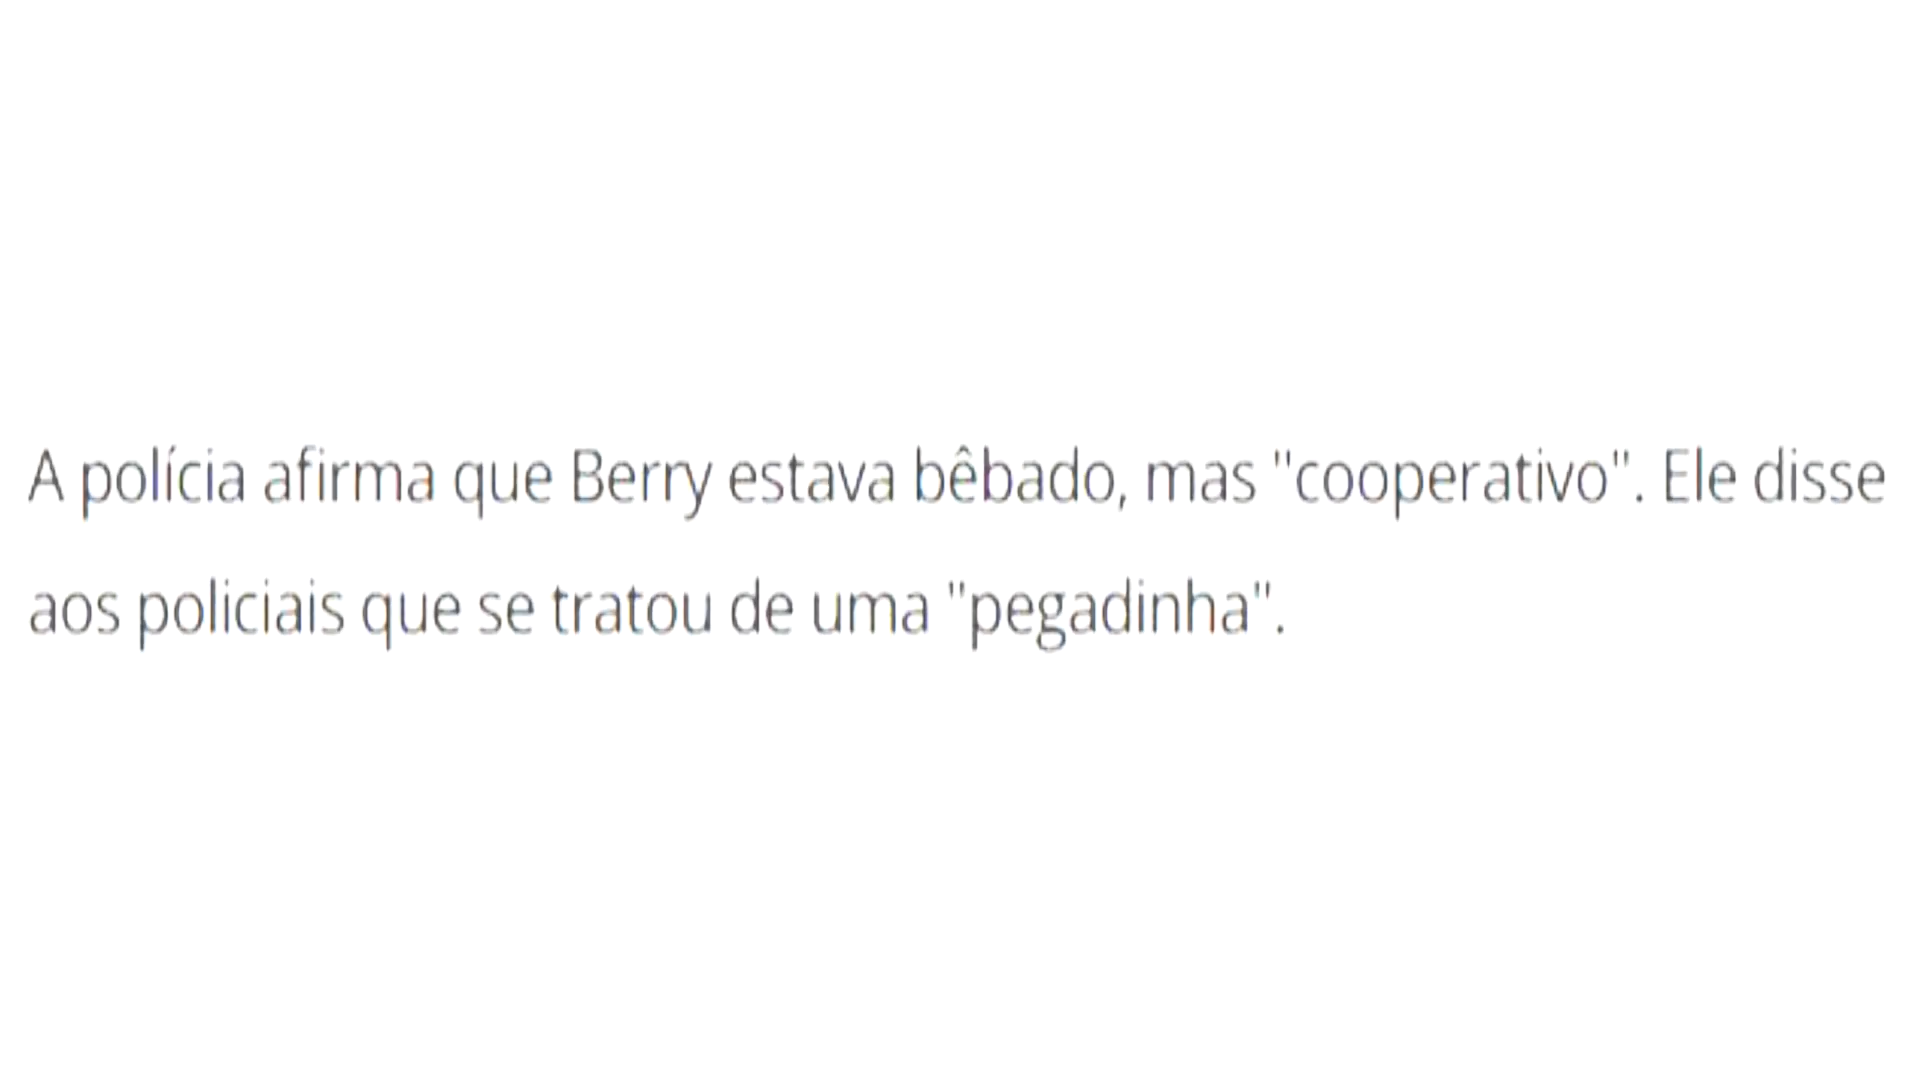 A polícia afirma que Berry estava bêbado, mas "cooperativo". Ele disse
aos policiais que se tratou de uma "pegadinha".